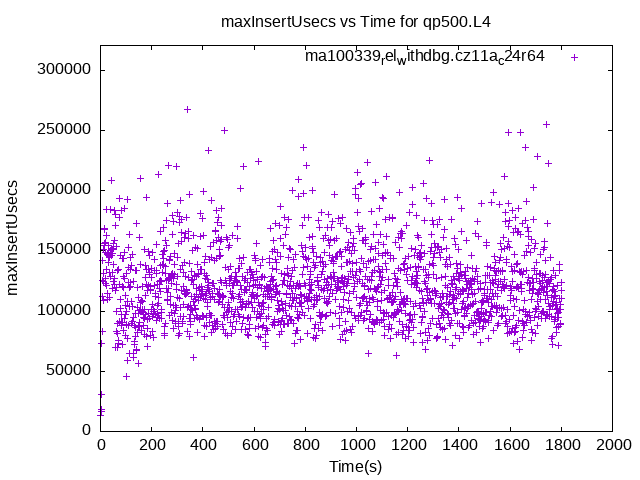 maxInsertUsecs vs Time for qp500.L4
ma100339relwithdbg.cz11ac24r64
300000
250000
200000
150000
100000
50000
0
maxInsertUsecs
0 200 400 600 800 1000 1200 1400 1600 1800 2000
Time(s)